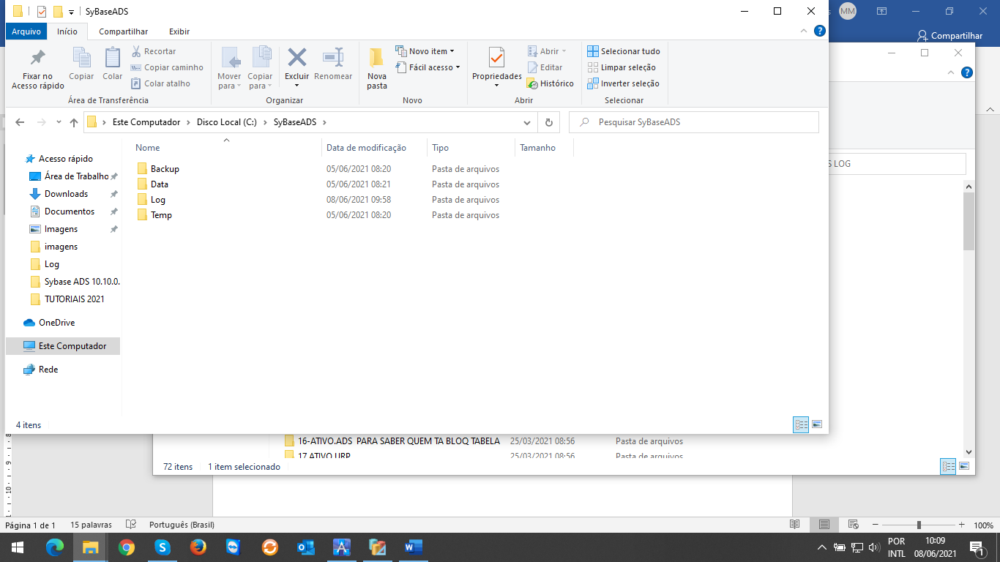 SyBaseADS
MM
Arquivo Início Compartilhar Exibir
Compartilhar
Fixar no
Acesso rápido
Copiar
Colar
Recortar
Copiar caminho
Colar atalho
Mover
para
Copiar
para
Excluir
Renomear
Nova
pasta
Novo item
Fácil acesso
Propriedades
Abrir
Editar
Histórico
Selecionar tudo
Limpar seleção
Inverter seleção
Área de Transferência Organizar Novo Abrir Selecionar
Este Computador Disco Local (C:) SyBaseADS
Pesquisar SyBaseADS
Nome Data de modificação Tipo Tamanho
S LOG
Backup 05/06/2021 08:20 Pasta de arquivos
Data 05/06/2021 08:21 Pasta de arquivos
Log 08/06/2021 09:58 Pasta de arquivos
Temp 05/06/2021 08:20 Pasta de arquivos
Acesso rápido
Área de Trabalho
Downloads
Documentos
Imagens
imagens
Log
Sybase ADS 10.10.0.
TUTORIAIS 2021
OneDrive
Este Computador
Rede
4 itens
16-ATIVO.ADS PARA SABER QUEM TA BLOQ TABELA 25/03/2021 08:56 Pasta de arquivos
17 ATIVO URP 25/03/2021 08:56 Pasta de arquivos
72 itens 1 item selecionado
Página 1 de 1 15 palavras Português (Brasil) 100%
POR
INTL
10:09
08/06/2021
1